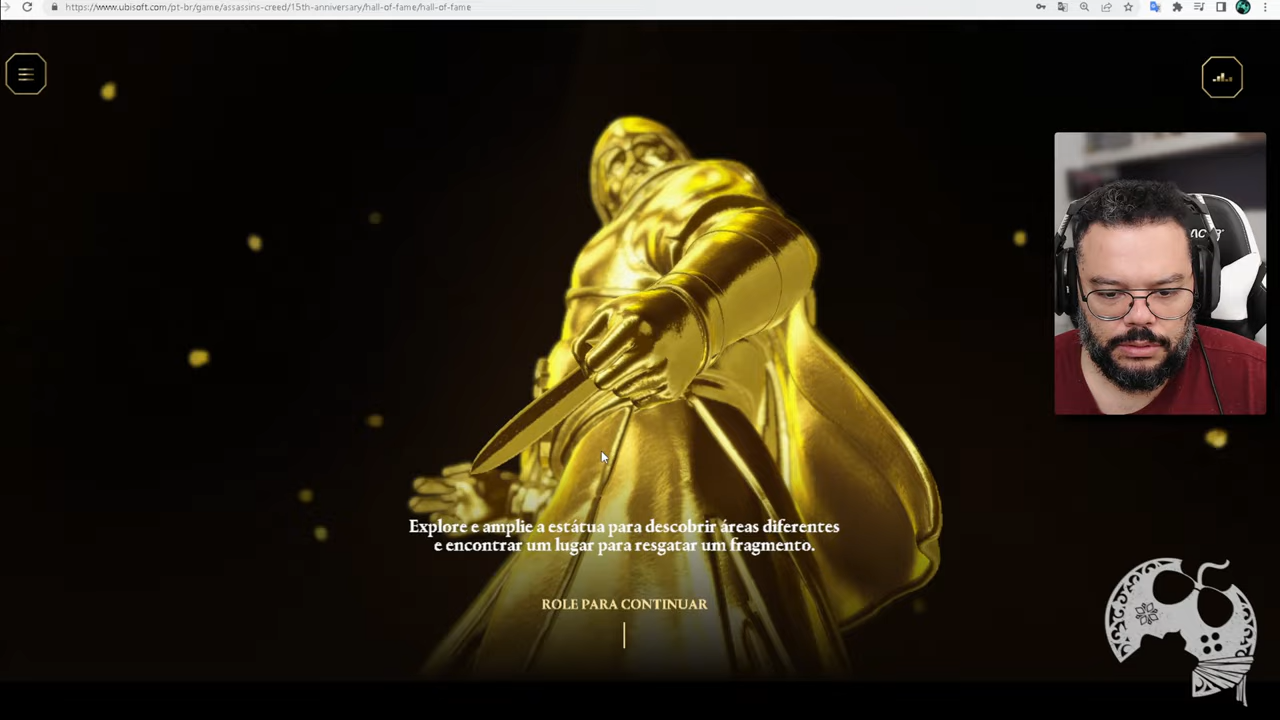 https://www.ubisoft.com/pt-br/game/assassins-creed/15th-anniversary/hall-of-fame/hall-of-fame
Explore e amplie a estátua para descobrir áreas diferentes
e encontrar um lugar para resgatar um fragmento.
ROLE PARA CONTINUAR